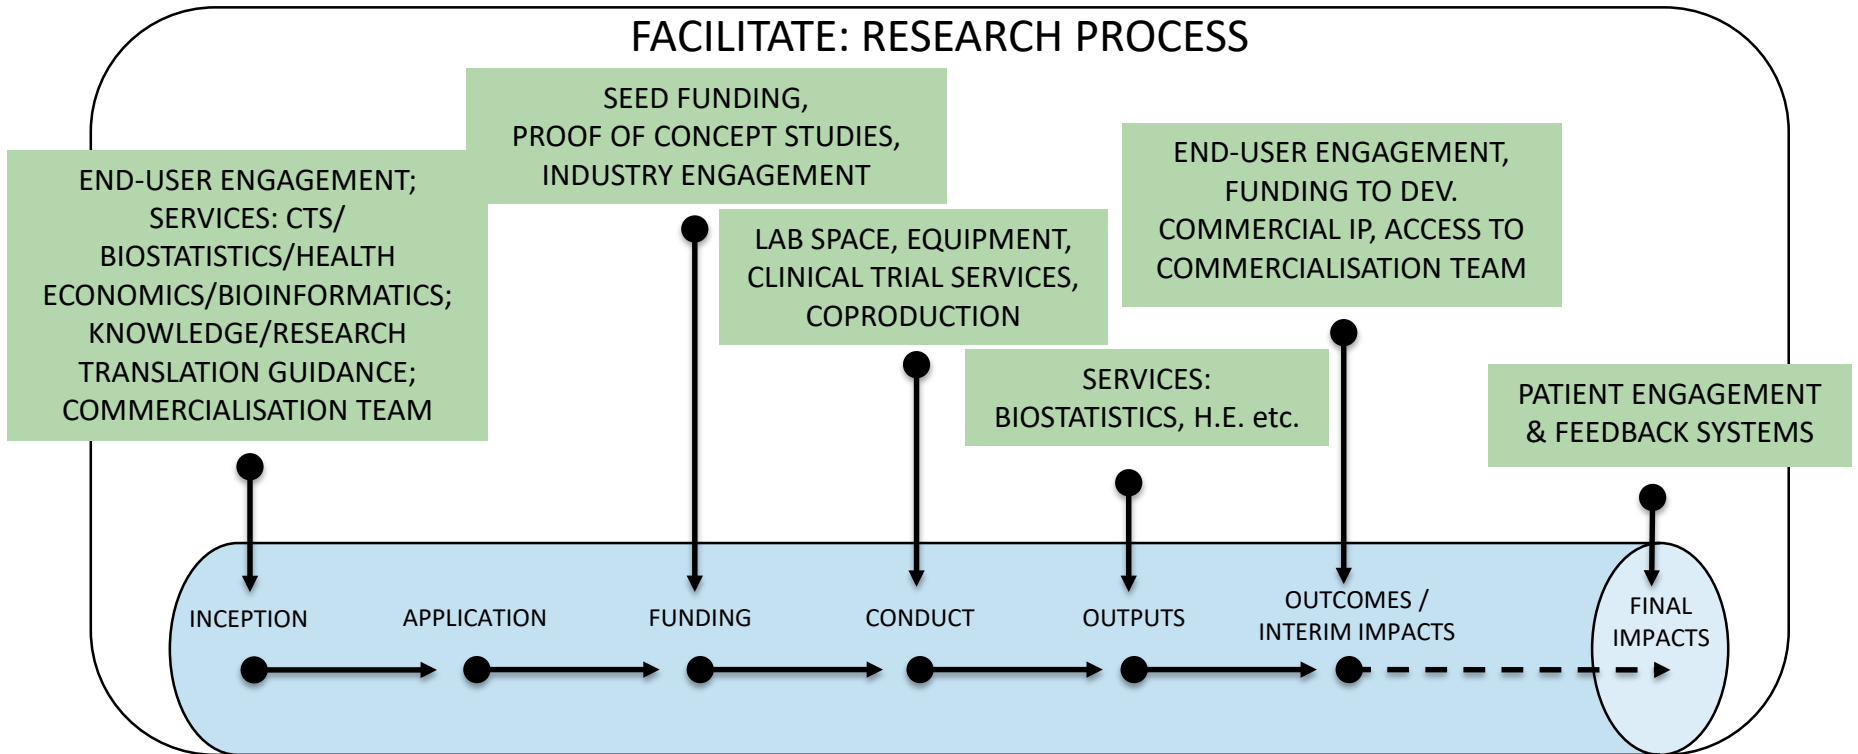 FACILITATE: RESEARCH PROCESS
END-USER ENGAGEMENT;
SERVICES: CTS/
BIOSTATISTICS/HEALTH
ECONOMICS/BIOINFORMATICS;
KNOWLEDGE/RESEARCH
TRANSLATION GUIDANCE;
COMMERCIALISATION TEAM
SEED FUNDING,
PROOF OF CONCEPT STUDIES,
INDUSTRY ENGAGEMENT
LAB SPACE, EQUIPMENT,
CLINICAL TRIAL SERVICES,
COPRODUCTION
SERVICES:
BIOSTATISTICS, H.E. etc.
END-USER ENGAGEMENT,
FUNDING TO DEV.
COMMERCIAL IP, ACCESS TO
COMMERCIALISATION TEAM
PATIENT ENGAGEMENT
& FEEDBACK SYSTEMS
INCEPTION
APPLICATION
FUNDING
CONDUCT
OUTPUTS
OUTCOMES /
INTERIM IMPACTS
FINAL
IMPACTS